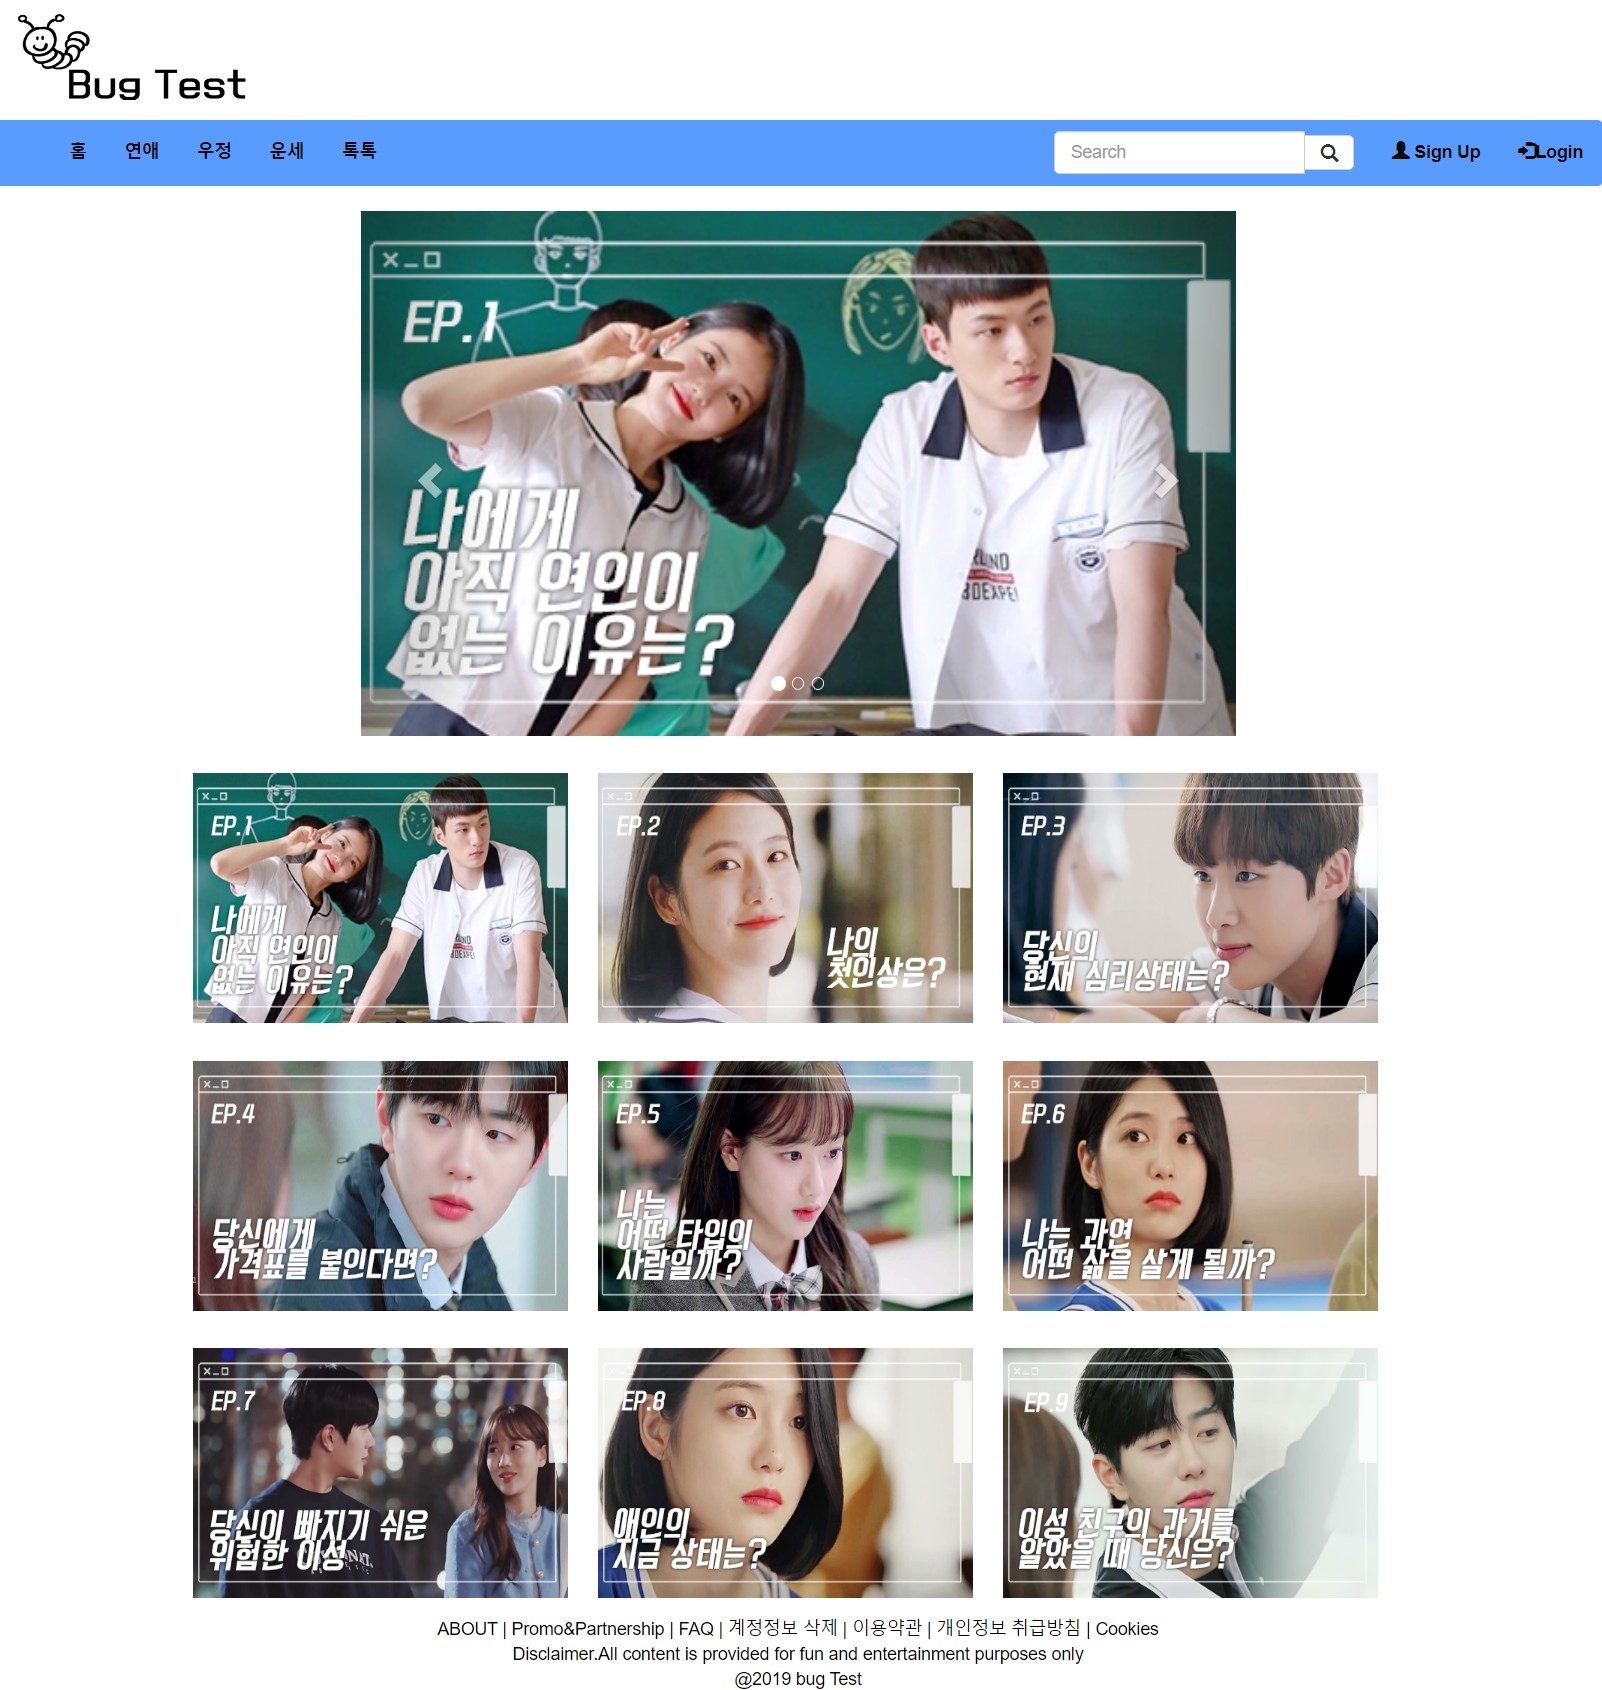 Bug Test
홈 연애 우정 운세 톡톡 Search Sign Up Login
EP.1
나에게
아직 연인이
없는 이유는?
EP.1
나에게
아직 연인이
없는 이유는?
EP.2
나의
첫인상은?
EP.3
당신의
현재 심리상태는?
EP.4
당신에게
가격표를 붙인다면?
EP.5
나는
어떤 타입의
사람일까?
EP.6
나는 과연
어떤 삶을 살게 될까?
EP.7
당신이 빠지기 쉬운
위험한 이성
EP.8
애인의
지금 상태는?
EP.9
이성 친구의 과거를
알았을 때 당신은?
ABOUT | Promo&Partnership | FAQ | 계정정보 삭제 | 이용약관 | 개인정보 취급방침 | Cookies
Disclaimer.All content is provided for fun and entertainment purposes only
@2019 bug Test